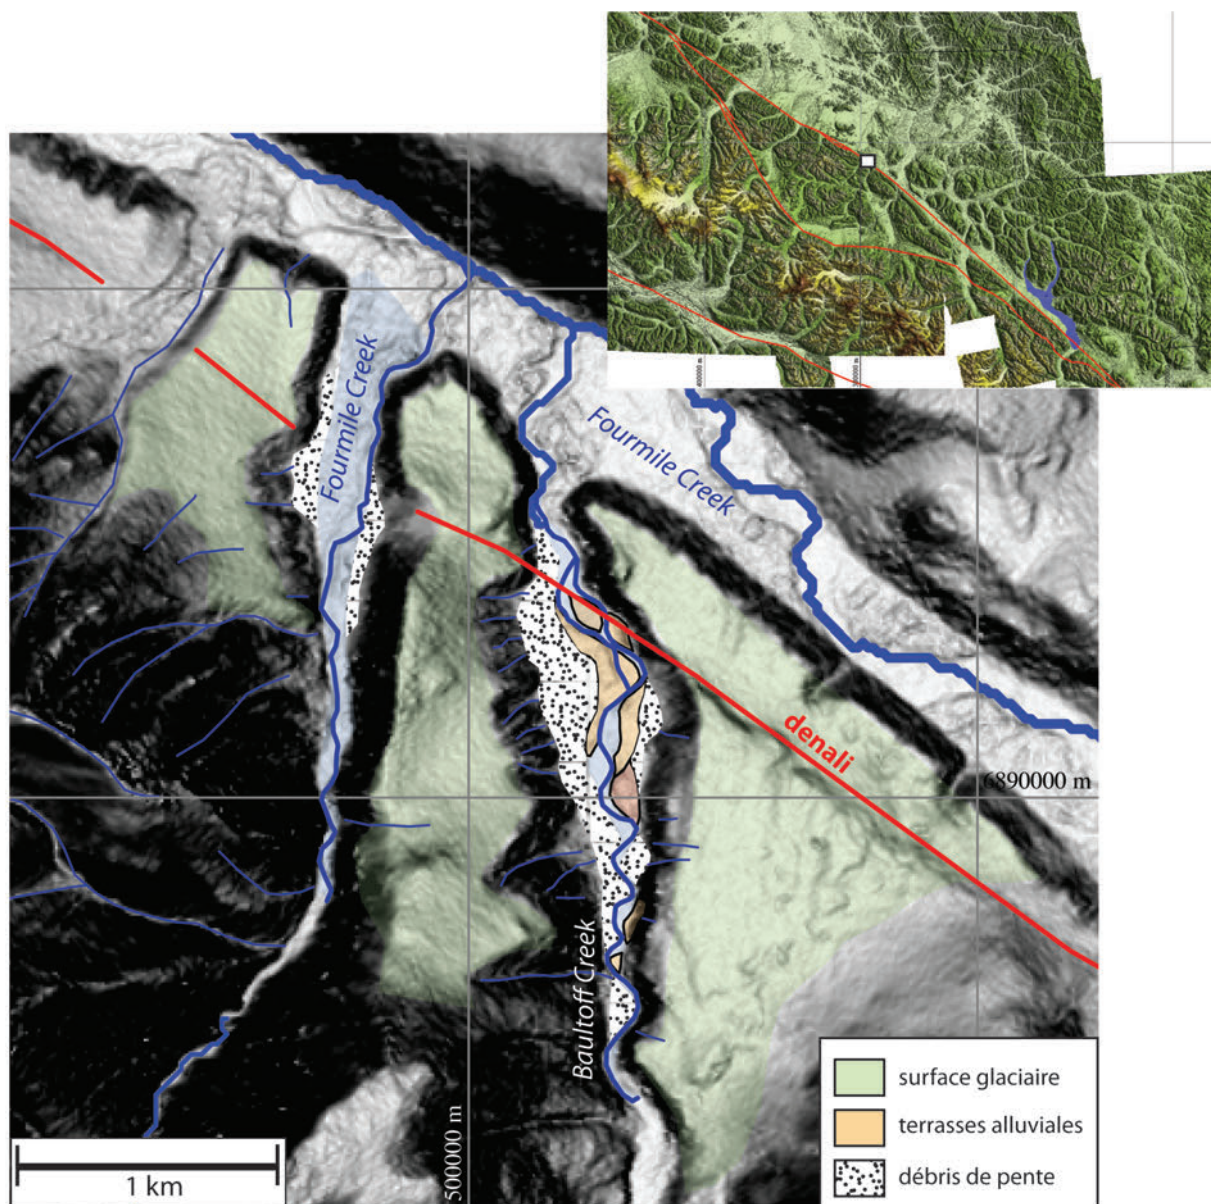 Fourmile Creek
Fourmile Creek
denali
6890000 m
Baultoff Creek
500000 m
surface glaciaire
terrasses alluviales
débris de pente
1 km